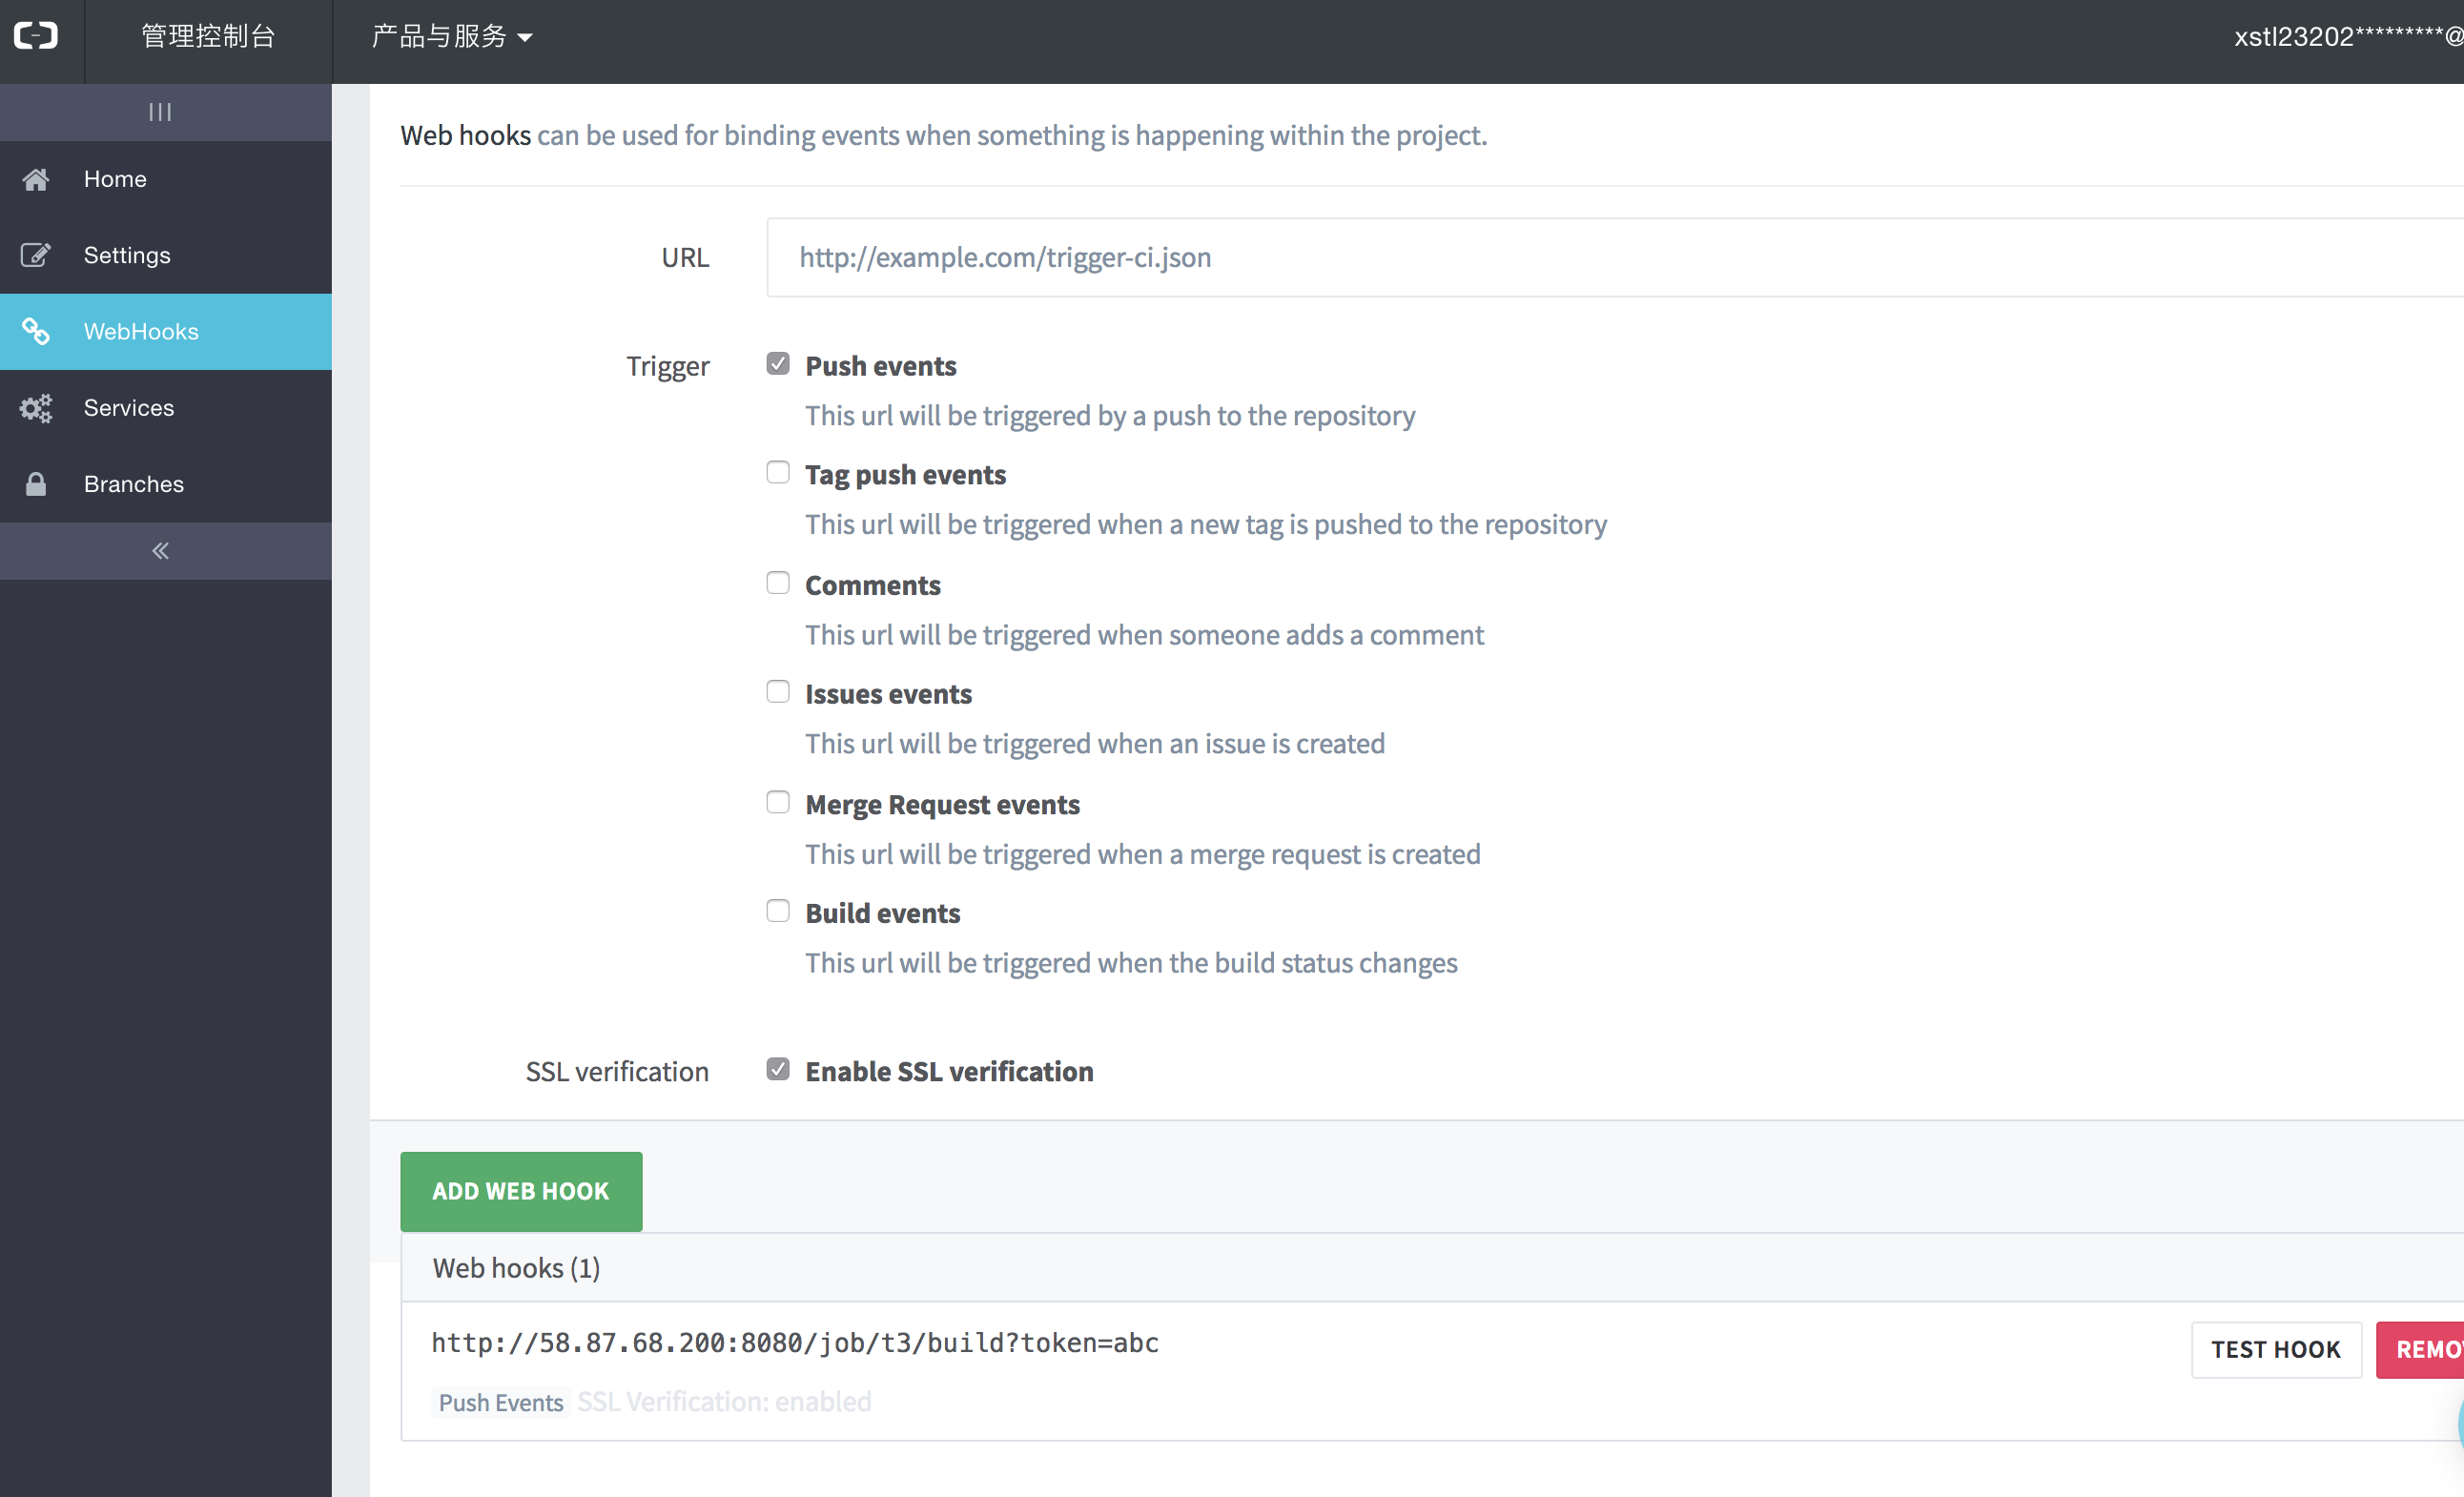 管理控制台
产品与服务
xstl23202*********@
Home
Settings
WebHooks
Services
Branches
Web hooks can be used for binding events when something is happening within the project.
URL
http://example.com/trigger-ci.json
Trigger
Push events
This url will be triggered by a push to the repository
Tag push events
This url will be triggered when a new tag is pushed to the repository
Comments
This url will be triggered when someone adds a comment
Issues events
This url will be triggered when an issue is created
Merge Request events
This url will be triggered when a merge request is created
Build events
This url will be triggered when the build status changes
SSL verification
Enable SSL verification
ADD WEB HOOK
Web hooks (1)
http://58.87.68.200:8080/job/t3/build?token=abc
TEST HOOK
Push Events SSL Verification: enabled